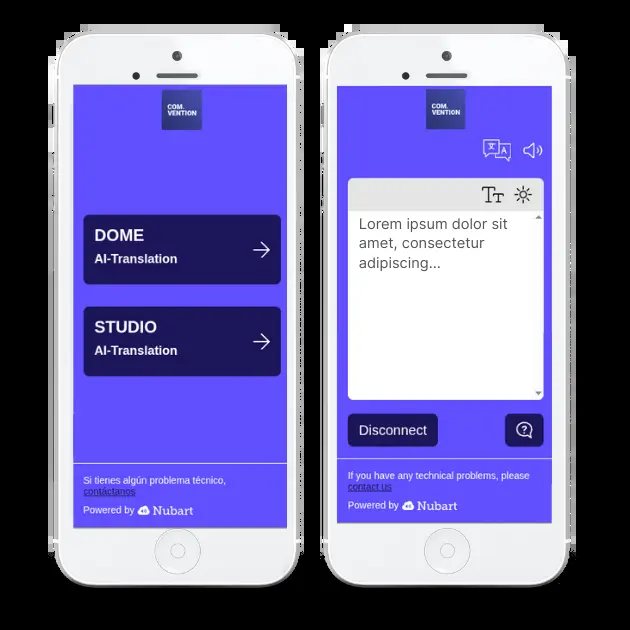 COM.
VENTION
DOME
AI-Translation
STUDIO
AI-Translation
Si tienes algún problema técnico,
contáctanos
Powered by Nubart
COM.
VENTION
文 A
TT
Lorem ipsum dolor sit
amet, consectetur
adipiscing...
Disconnect
?
If you have any technical problems, please
contact us
Powered by Nubart